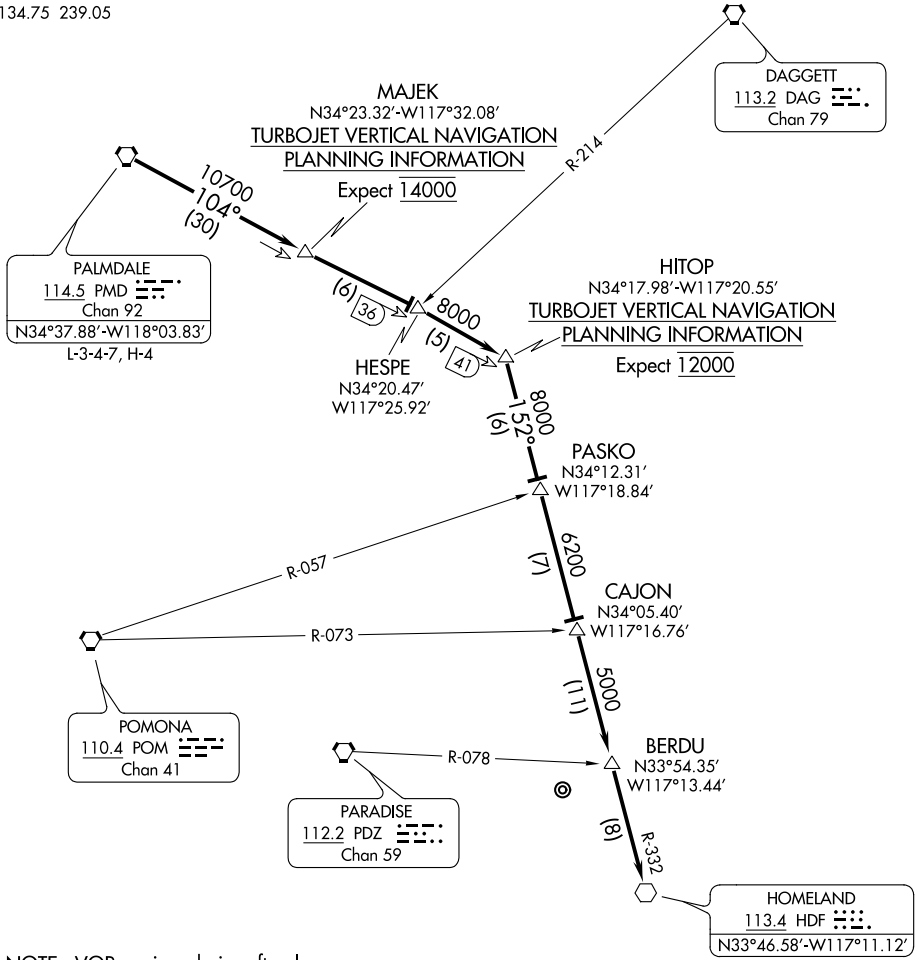 134.75 239.05
DAGGETT
113.2 DAG
Chan 79
MAJEK
N34°23.32'-W117°32.08'
TURBOJET VERTICAL NAVIGATION
PLANNING INFORMATION
Expect 14000
R-214
10700
104°
(30)
PALMDALE
114.5 PMD
Chan 92
N34°37.88'-W118°03.83'
L-3-4-7, H-4
(6)
36
HESPE
N34°20.47'
W117°25.92'
8000
(5)
41
HITOP
N34°17.98'-W117°20.55'
TURBOJET VERTICAL NAVIGATION
PLANNING INFORMATION
Expect 12000
8000
152°
(6)
PASKO
N34°12.31'
W117°18.84'
R-057
6200
(7)
CAJON
N34°05.40'
W117°16.76'
R-073
POMONA
110.4 POM
Chan 41
5000
(11)
BERDU
N33°54.35'
W117°13.44'
R-078
PARADISE
112.2 PDZ
Chan 59
(8)
R-332
HOMELAND
113.4 HDF
N33°46.58'-W117°11.12'